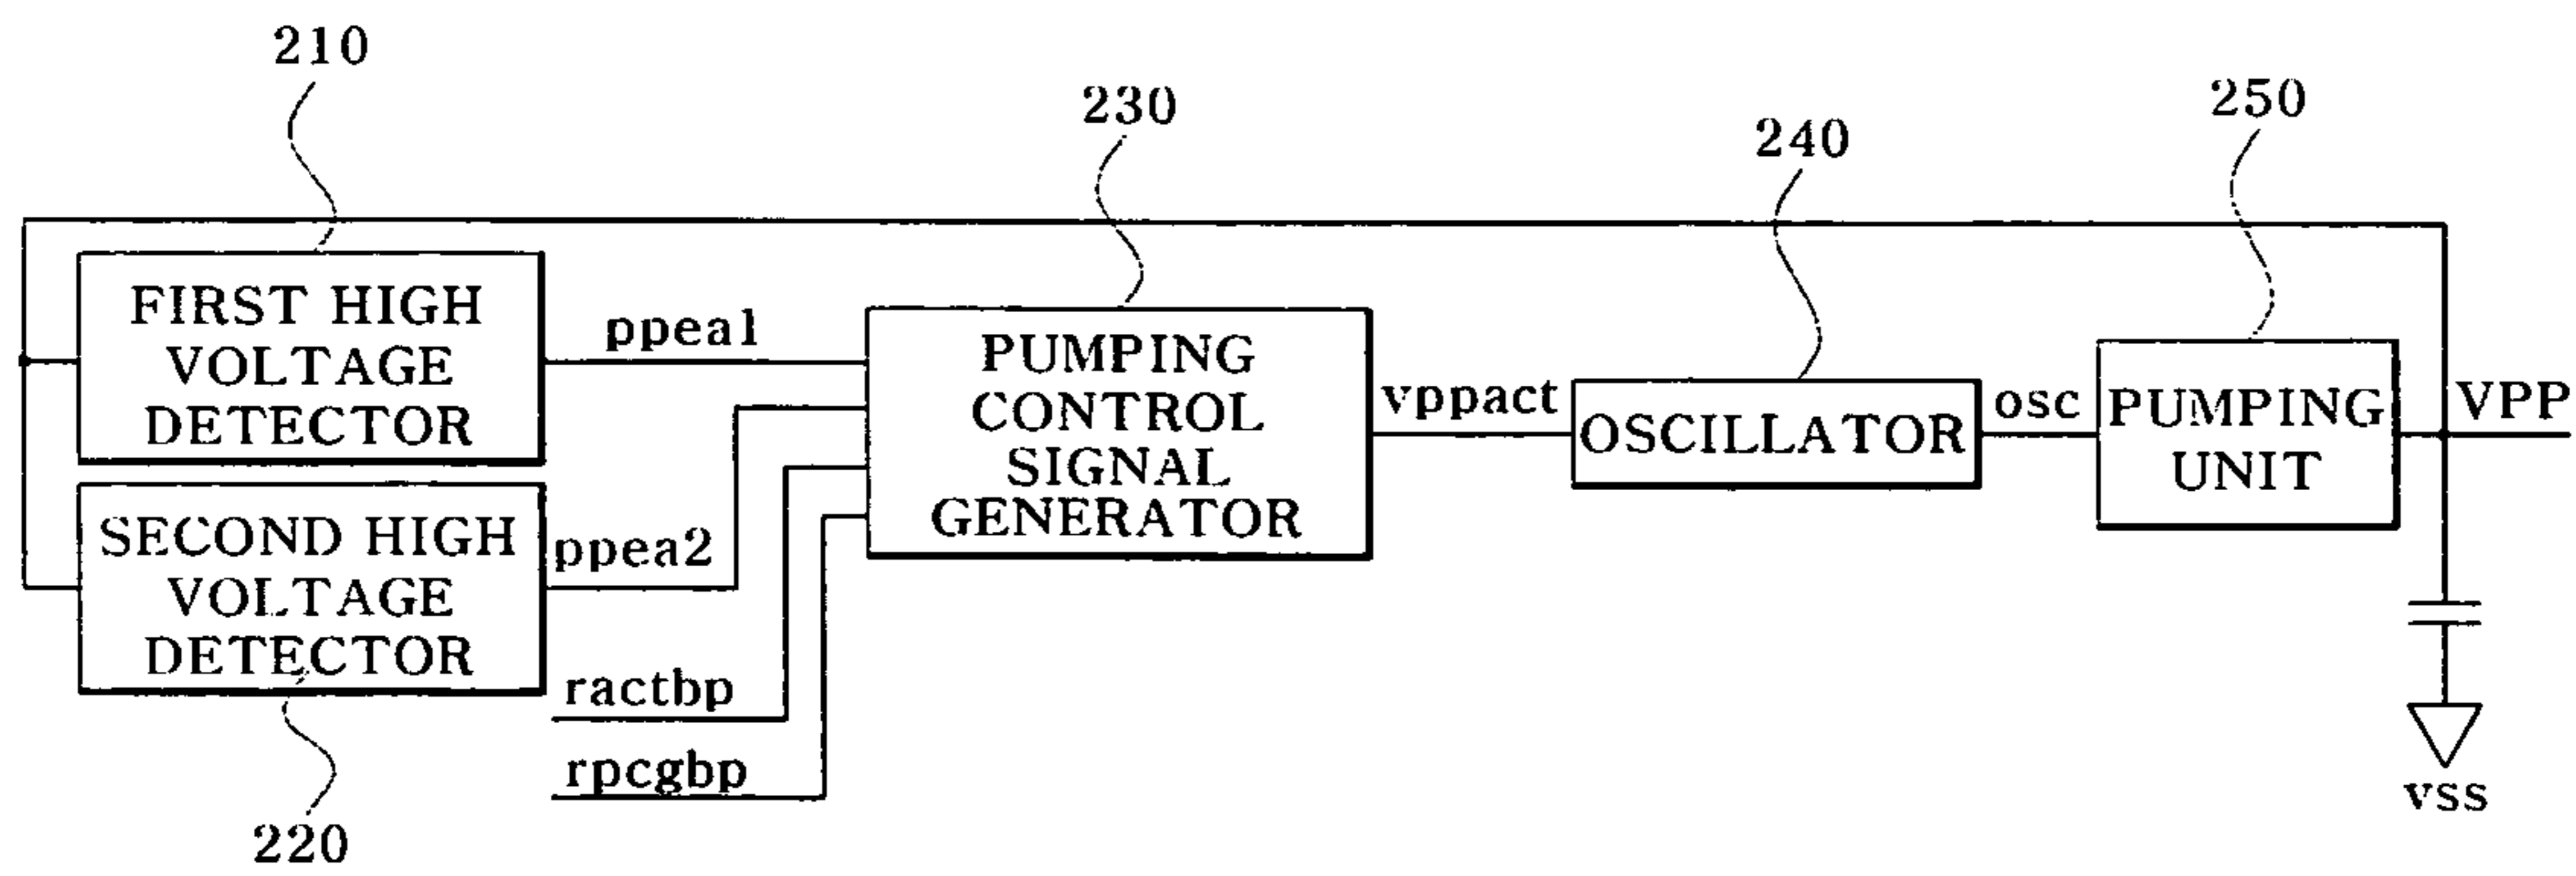 210
230
240
250
FIRST HIGH
VOLTAGE
DETECTOR
ppea1
PUMPING
CONTROL
SIGNAL
GENERATOR
vppact
OSCILLATOR
osc
PUMPING
UNIT
VPP
SECOND HIGH
VOLTAGE
DETECTOR
ppea2
ractbp
rpcgbp
220
vss